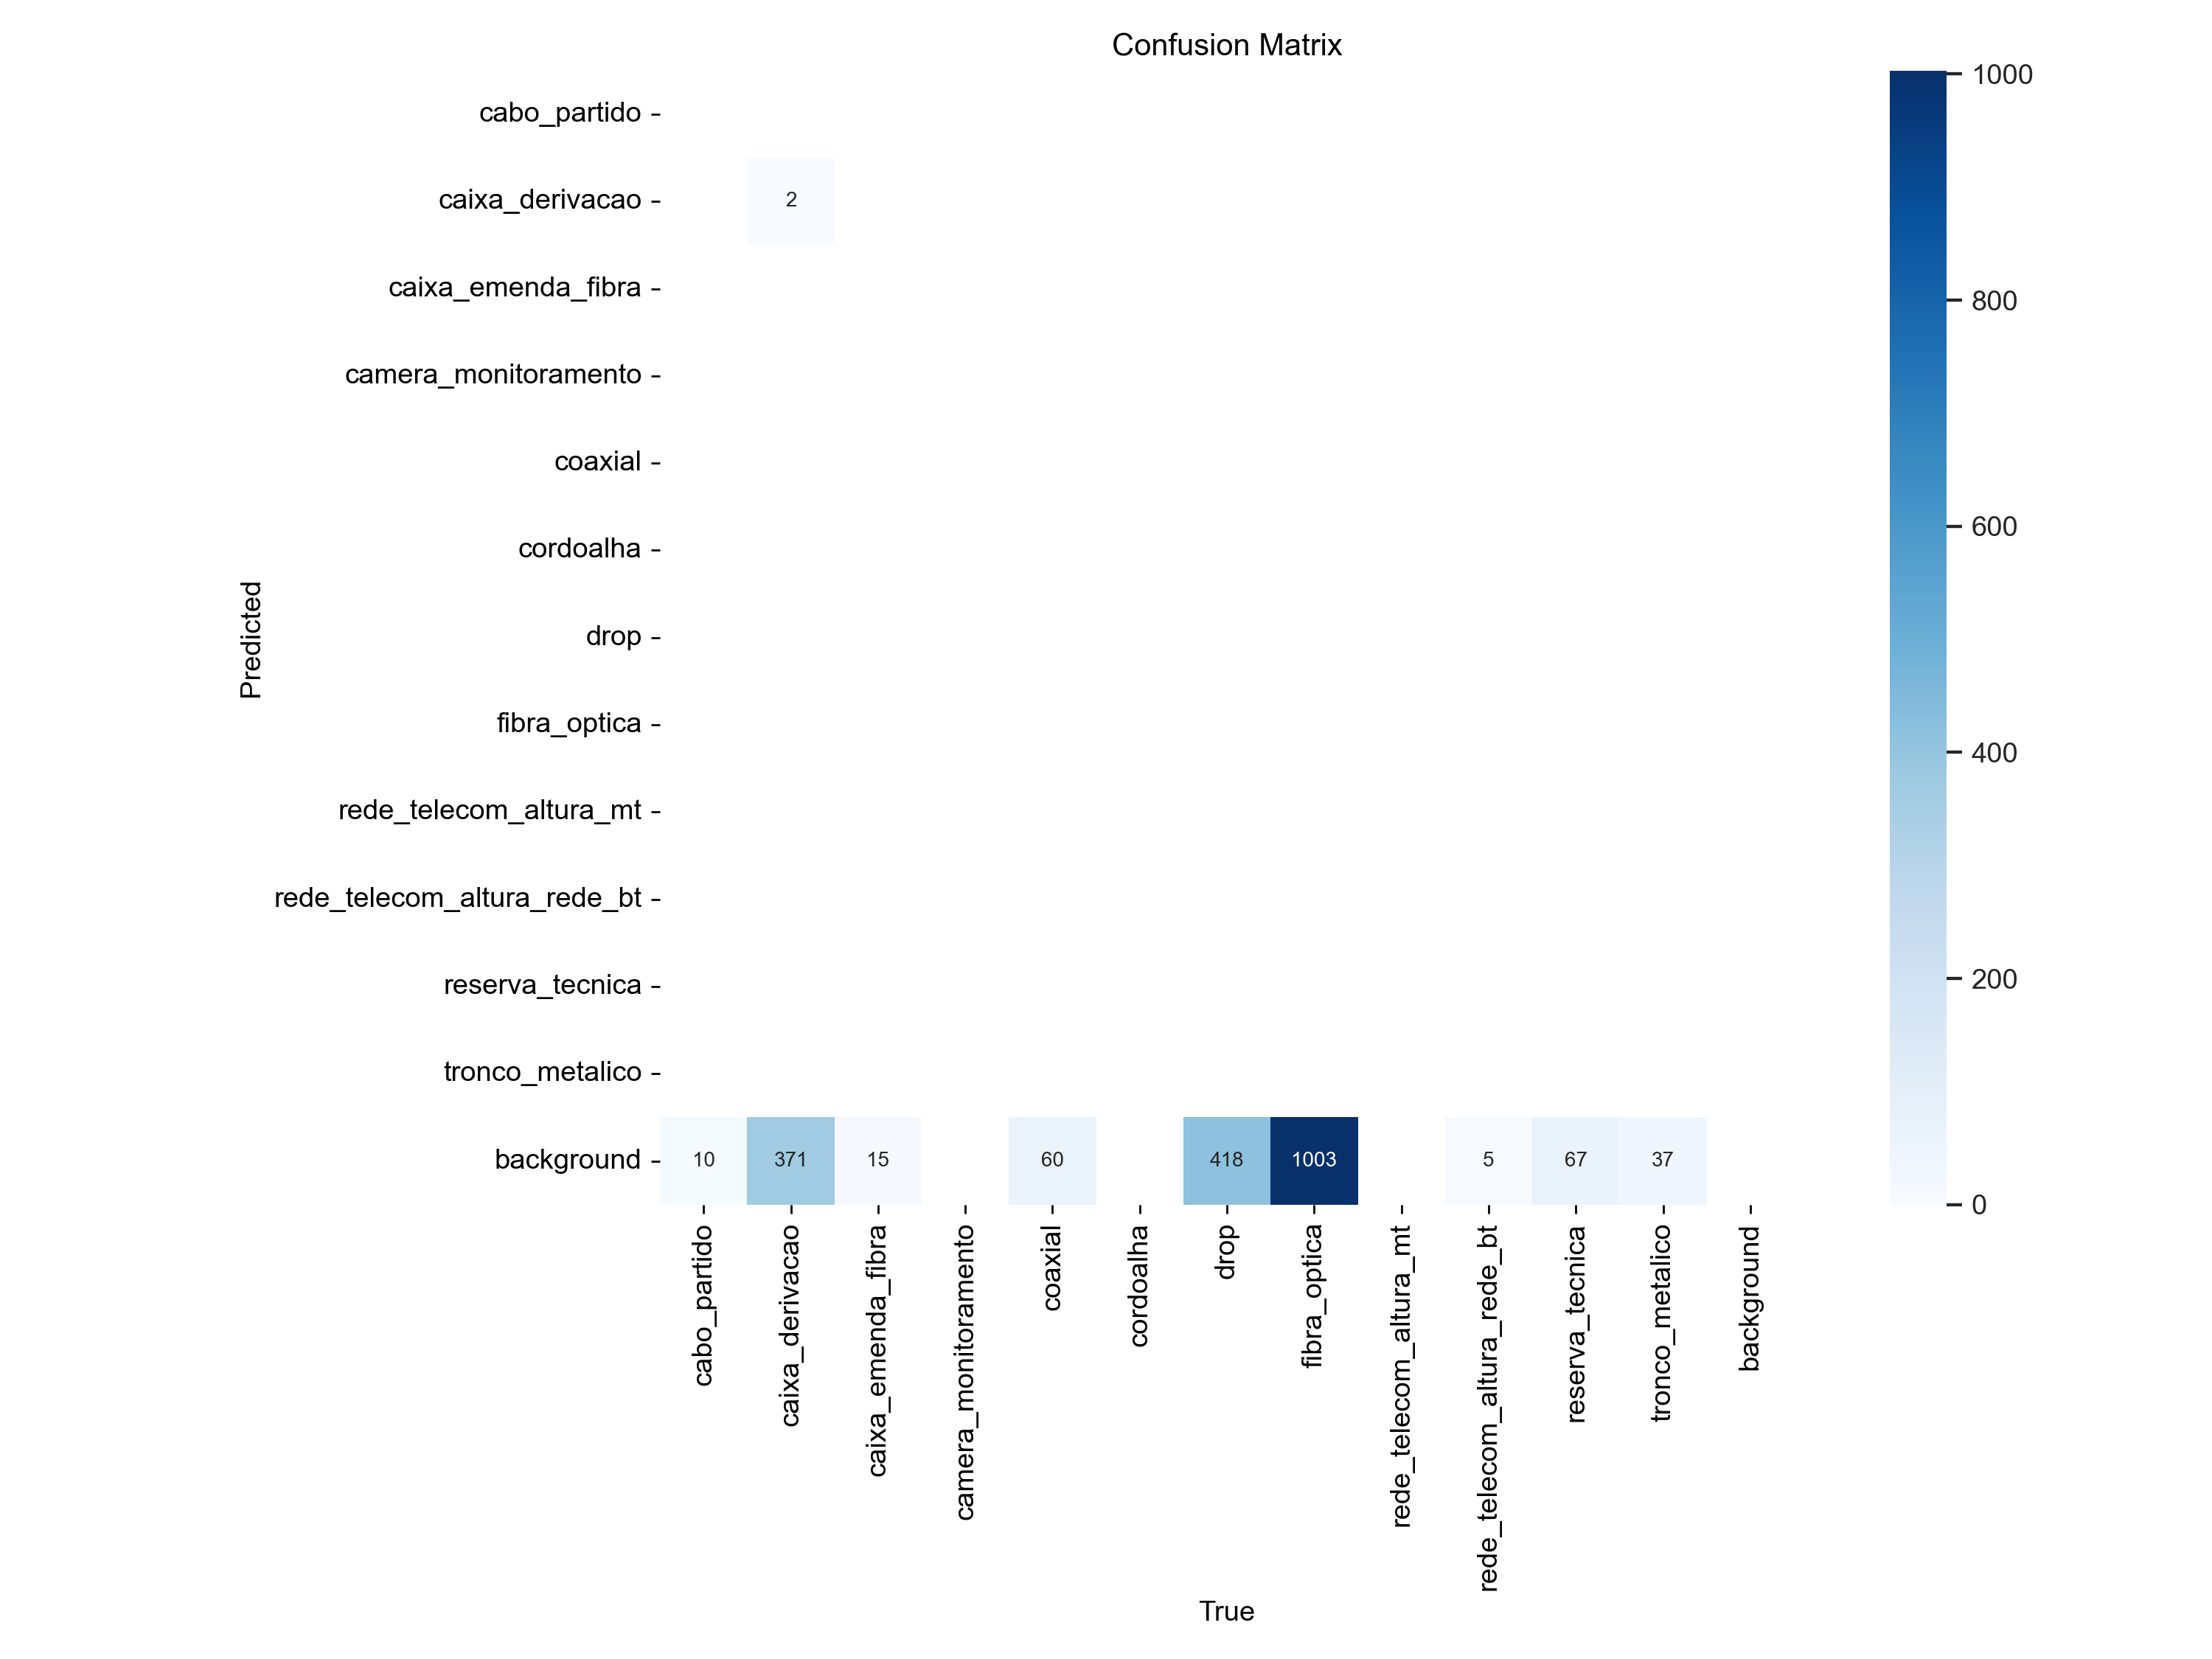 Confusion Matrix
cabo_partido
caixa_derivacao
caixa_emenda_fibra
camera_monitoramento
coaxial
cordoalha
drop
fibra_optica
rede_telecom_altura_mt
rede_telecom_altura_rede_bt
reserva_tecnica
tronco_metalico
background
Predicted
2
10 371 15 60 418 1003 5 67 37
cabo_partido
caixa_derivacao
caixa_emenda_fibra
camera_monitoramento
coaxial
cordoalha
drop
fibra_optica
rede_telecom_altura_mt
rede_telecom_altura_rede_bt
reserva_tecnica
tronco_metalico
background
True
1000
800
600
400
200
0